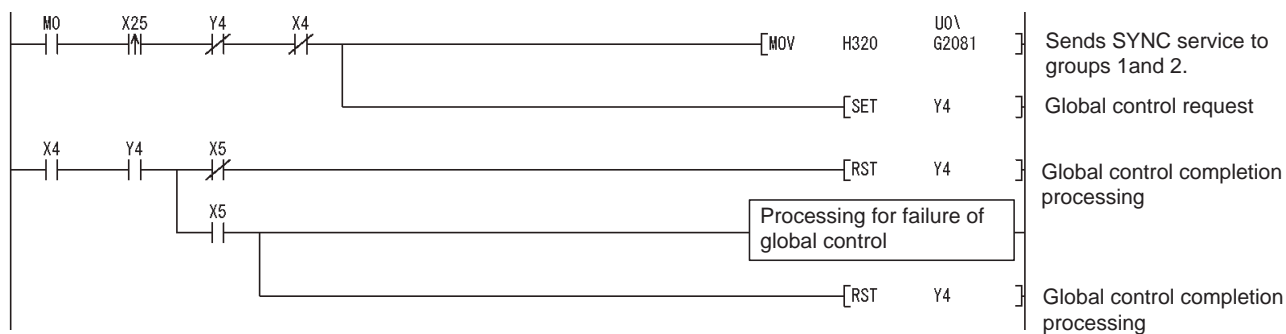 M0 X25 Y4 X4 U0\
MOV H320 G2081 Sends SYNC service to
groups 1and 2.
SET Y4 Global control request
X4 Y4 X5
RST Y4 Global control completion
processing
X5
Processing for failure of
global control
RST Y4 Global control completion
processing